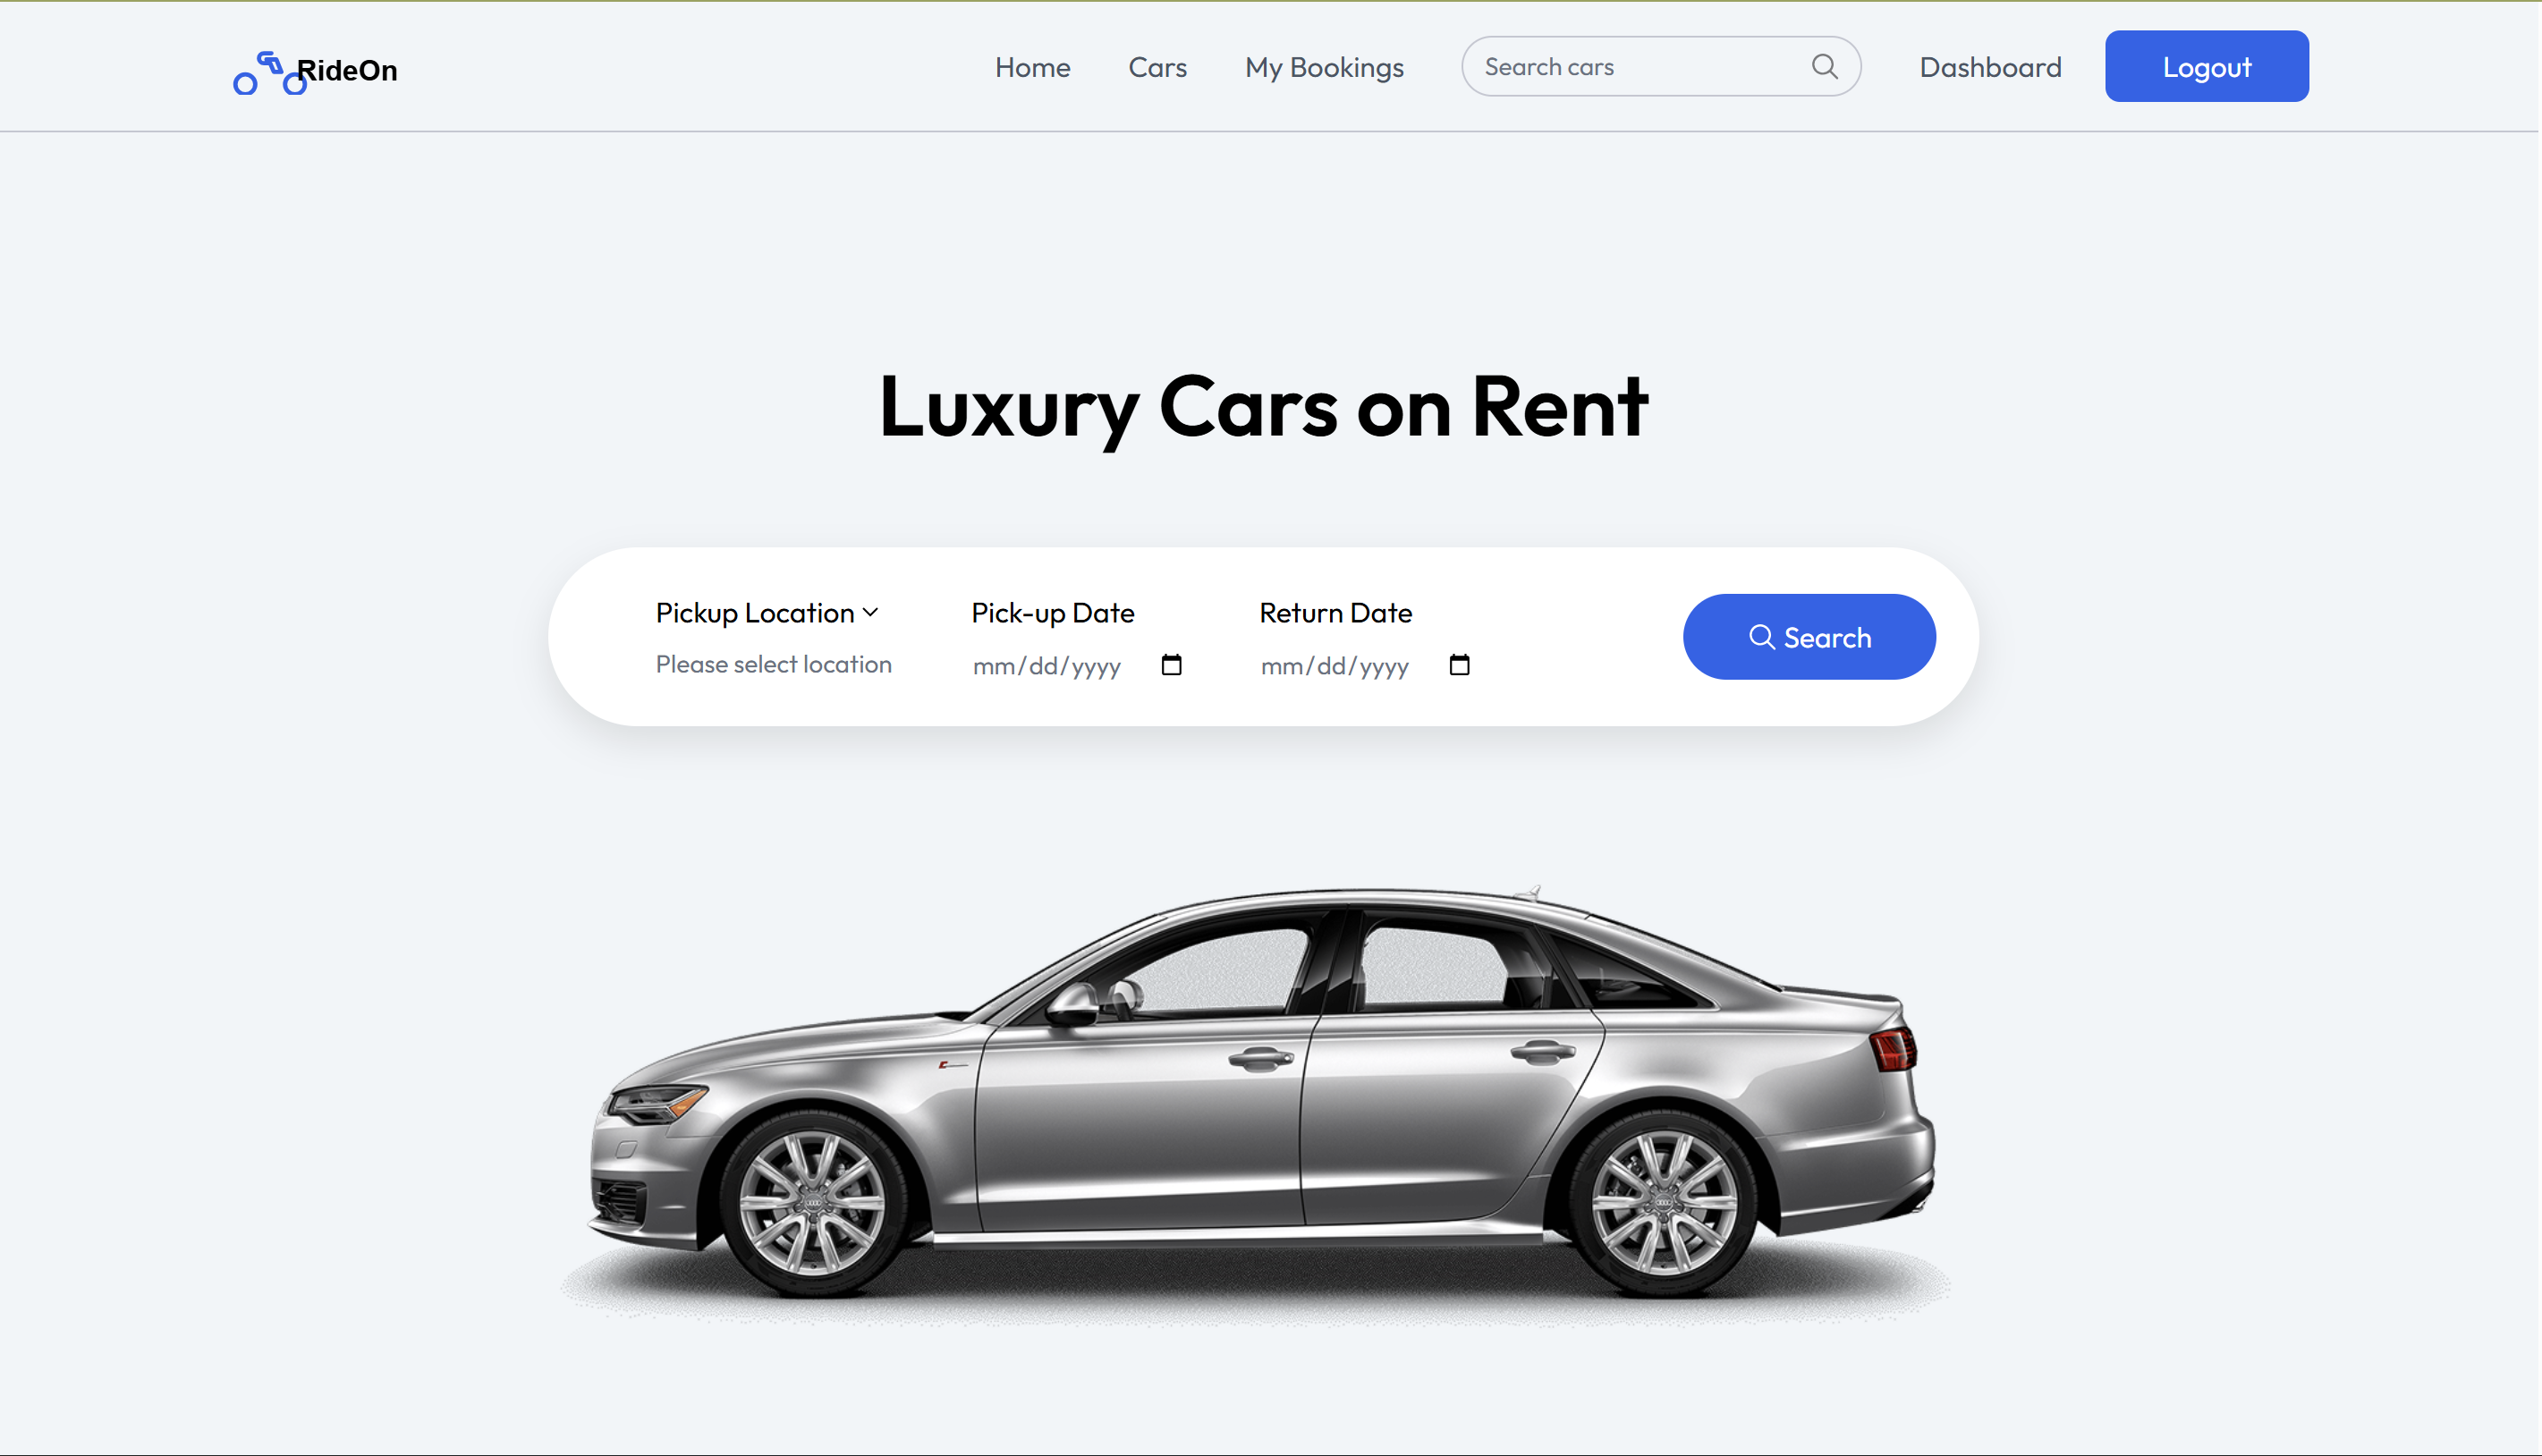 RideOn
Home Cars My Bookings Search cars Dashboard Logout
Luxury Cars on Rent
Pickup Location Pick-up Date Return Date
Please select location mm/dd/yyyy mm/dd/yyyy
Search